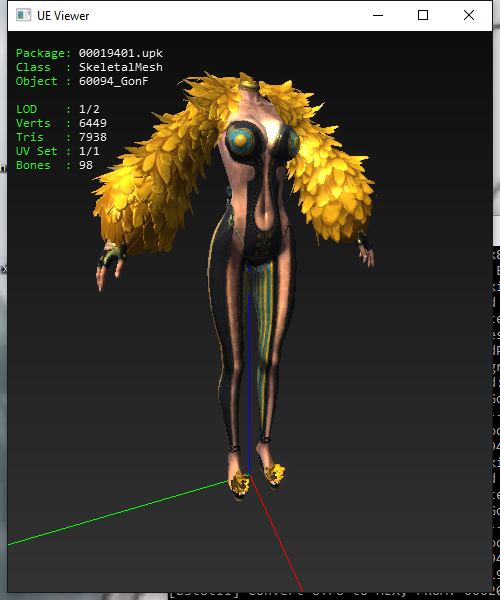 UE Viewer
Package: 00019401.upk
Class : SkeletalMesh
Object : 60094_GonF
LOD : 1/2
Verts : 6449
Tris : 7938
UV Set : 1/1
Bones : 98